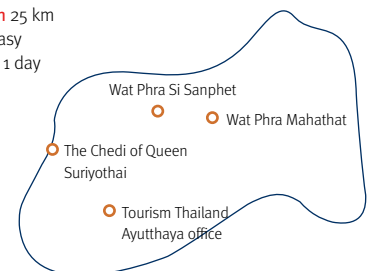 25 km
1 day
Wat Phra Si Sanphet
Wat Phra Mahathat
The Chedi of Queen
Suriyothai
Tourism Thailand
Ayutthaya office